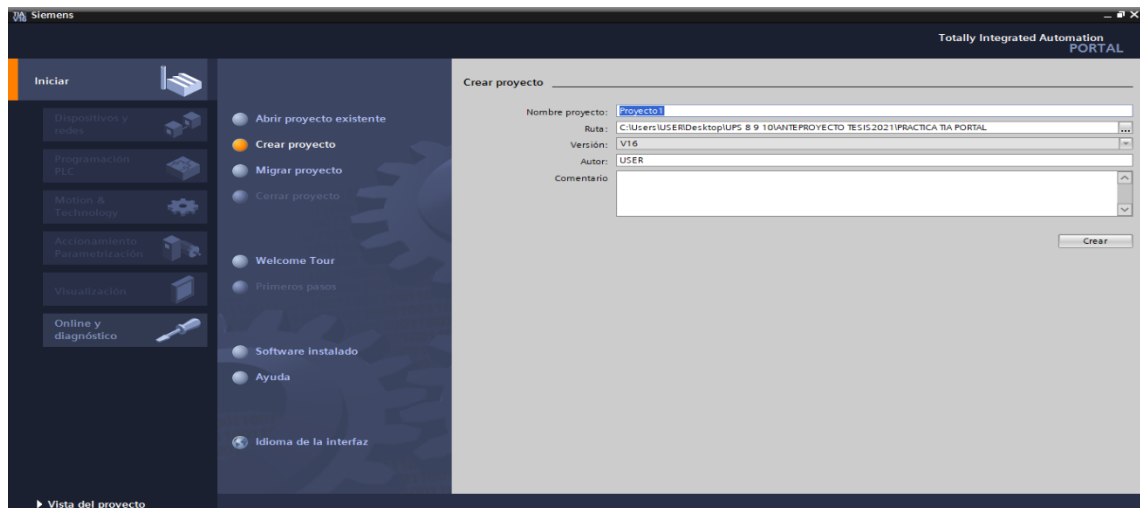 Siemens
Totally Integrated Automation
PORTAL
Iniciar
Dispositivos y
redes
Programación
PLC
Motion &
Technology
Accionamiento
Parametrización
Visualización
Online y
diagnóstico
Abrir proyecto existente
Crear proyecto
Migrar proyecto
Cerrar proyecto
Welcome Tour
Primeros pasos
Software instalado
Ayuda
Idioma de la interfaz
Crear proyecto
Nombre proyecto: Proyecto1
Ruta: C:\Users\USER\Desktop\UPS 8 9 10\ANTEPROYECTO TESIS2021\PRACTICA TIA PORTAL
...
Versión: V16
Autor: USER
Comentario
Crear
Vista del proyecto